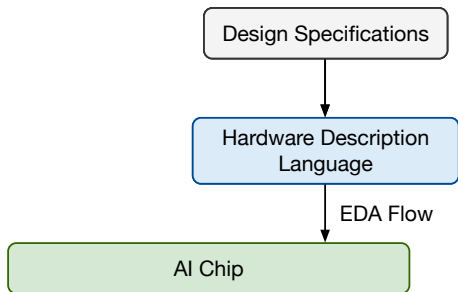 Design Specifications
Hardware Description
Language
EDA Flow
AI Chip